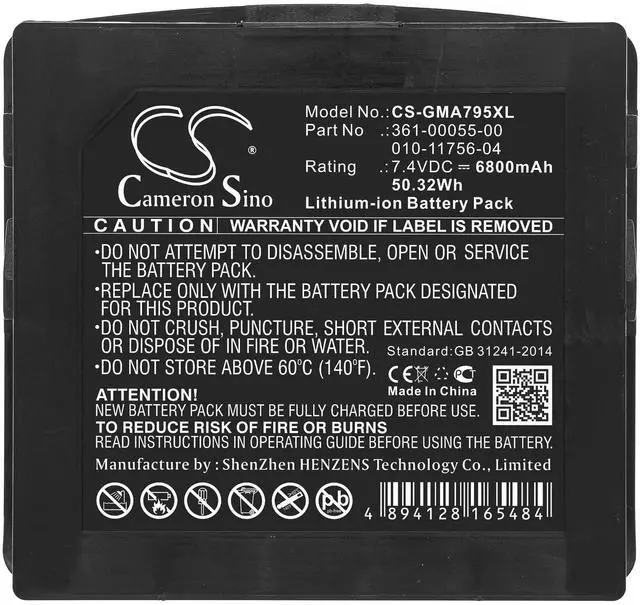 Cameron Sino
®
Model No.: CS-GMA795XL
Part No .: 361-00055-00
010-11756-04
Rating .: 7.4VDC ⎓ 6800mAh
50.32Wh
Lithium-ion Battery Pack
CAUTION WARRANTY VOID IF LABEL IS REMOVED
•DO NOT ATTEMPT TO DISASSEMBLE, OPEN OR SERVICE
THE BATTERY PACK.
•REPLACE ONLY WITH THE BATTERY PACK DESIGNATED
FOR THIS PRODUCT.
•DO NOT CRUSH, PUNCTURE, SHORT EXTERNAL CONTACTS
OR DISPOSE OF IN FIRE OR WATER.
•DO NOT STORE ABOVE 60°C (140°F).
Standard:GB 31241-2014
CE PCT
Made In China
ATTENTION!
NEW BATTERY PACK MUST BE FULLY CHARGED BEFORE USE.
TO REDUCE RISK OF FIRE OR BURNS
READ INSTRUCTIONS IN OPERATING GUIDE BEFORE USE.
Manufacture by : ShenZhen HENZENS Technology Co., Limited
Pb
4 894128 165484